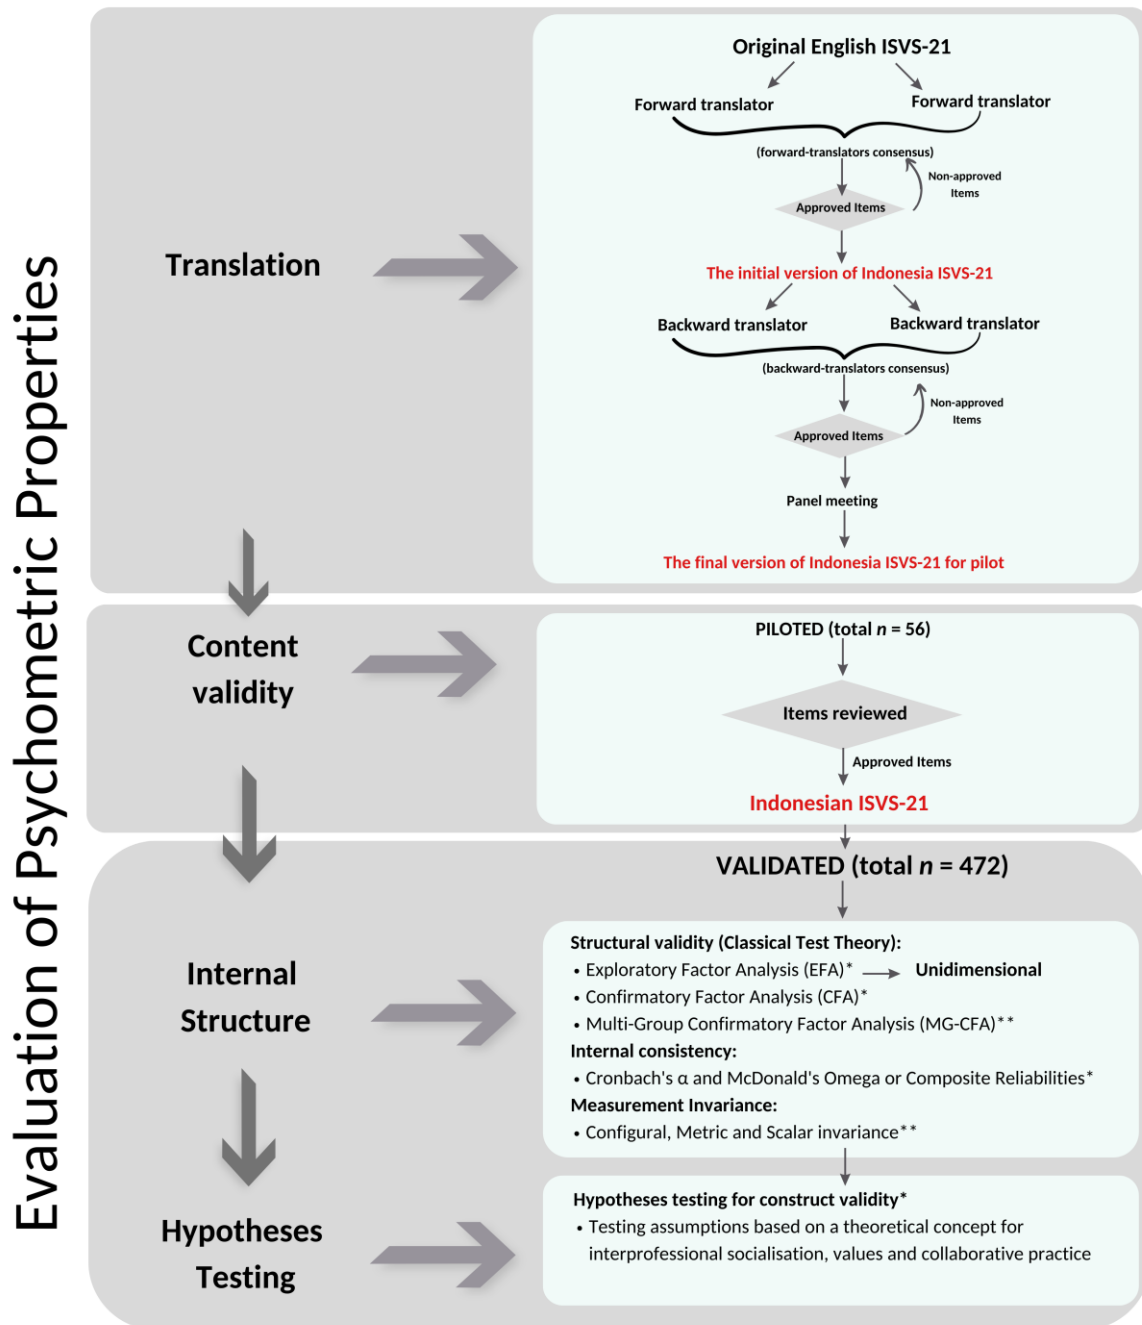 Evaluation of Psychometric Properties
Translation
Original English ISVS-21
Forward translator
Forward translator
(forward-translators consensus)
Non-approved
Items
Approved Items
The initial version of Indonesia ISVS-21
Backward translator
Backward translator
(backward-translators consensus)
Non-approved
Items
Approved Items
Panel meeting
The final version of Indonesia ISVS-21 for pilot
Content
validity
PILOTED (total n = 56)
Items reviewed
Approved Items
Indonesian ISVS-21
VALIDATED (total n = 472)
Internal
Structure
Structural validity (Classical Test Theory):
• Exploratory Factor Analysis (EFA)* Unidimensional
• Confirmatory Factor Analysis (CFA)*
• Multi-Group Confirmatory Factor Analysis (MG-CFA)**
Internal consistency:
• Cronbach's α and McDonald's Omega or Composite Reliabilities*
Measurement Invariance:
• Configural, Metric and Scalar invariance**
Hypotheses
Testing
Hypotheses testing for construct validity*
• Testing assumptions based on a theoretical concept for
interprofessional socialisation, values and collaborative practice